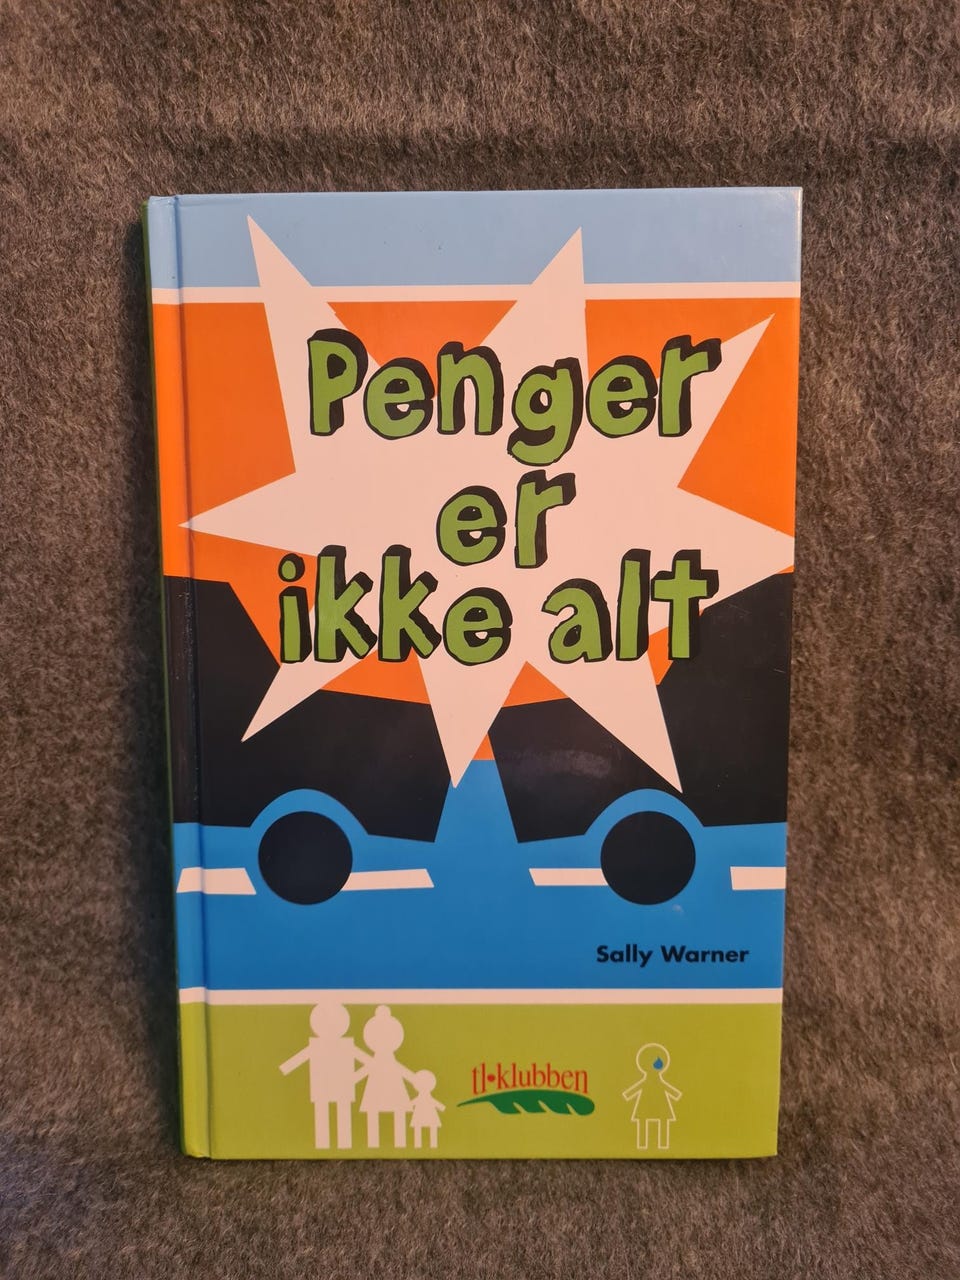 Penger
er
ikke alt
Sally Warner
tl•klubben